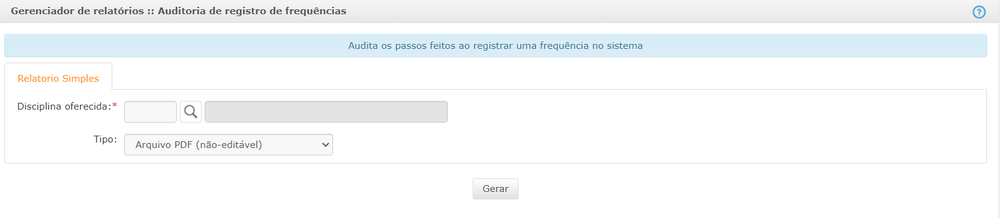 Gerenciador de relatórios :: Auditoria de registro de frequências
?
Audita os passos feitos ao registrar uma frequência no sistema
Relatorio Simples
Disciplina oferecida:*
Tipo:
Arquivo PDF (não-editável)
Gerar